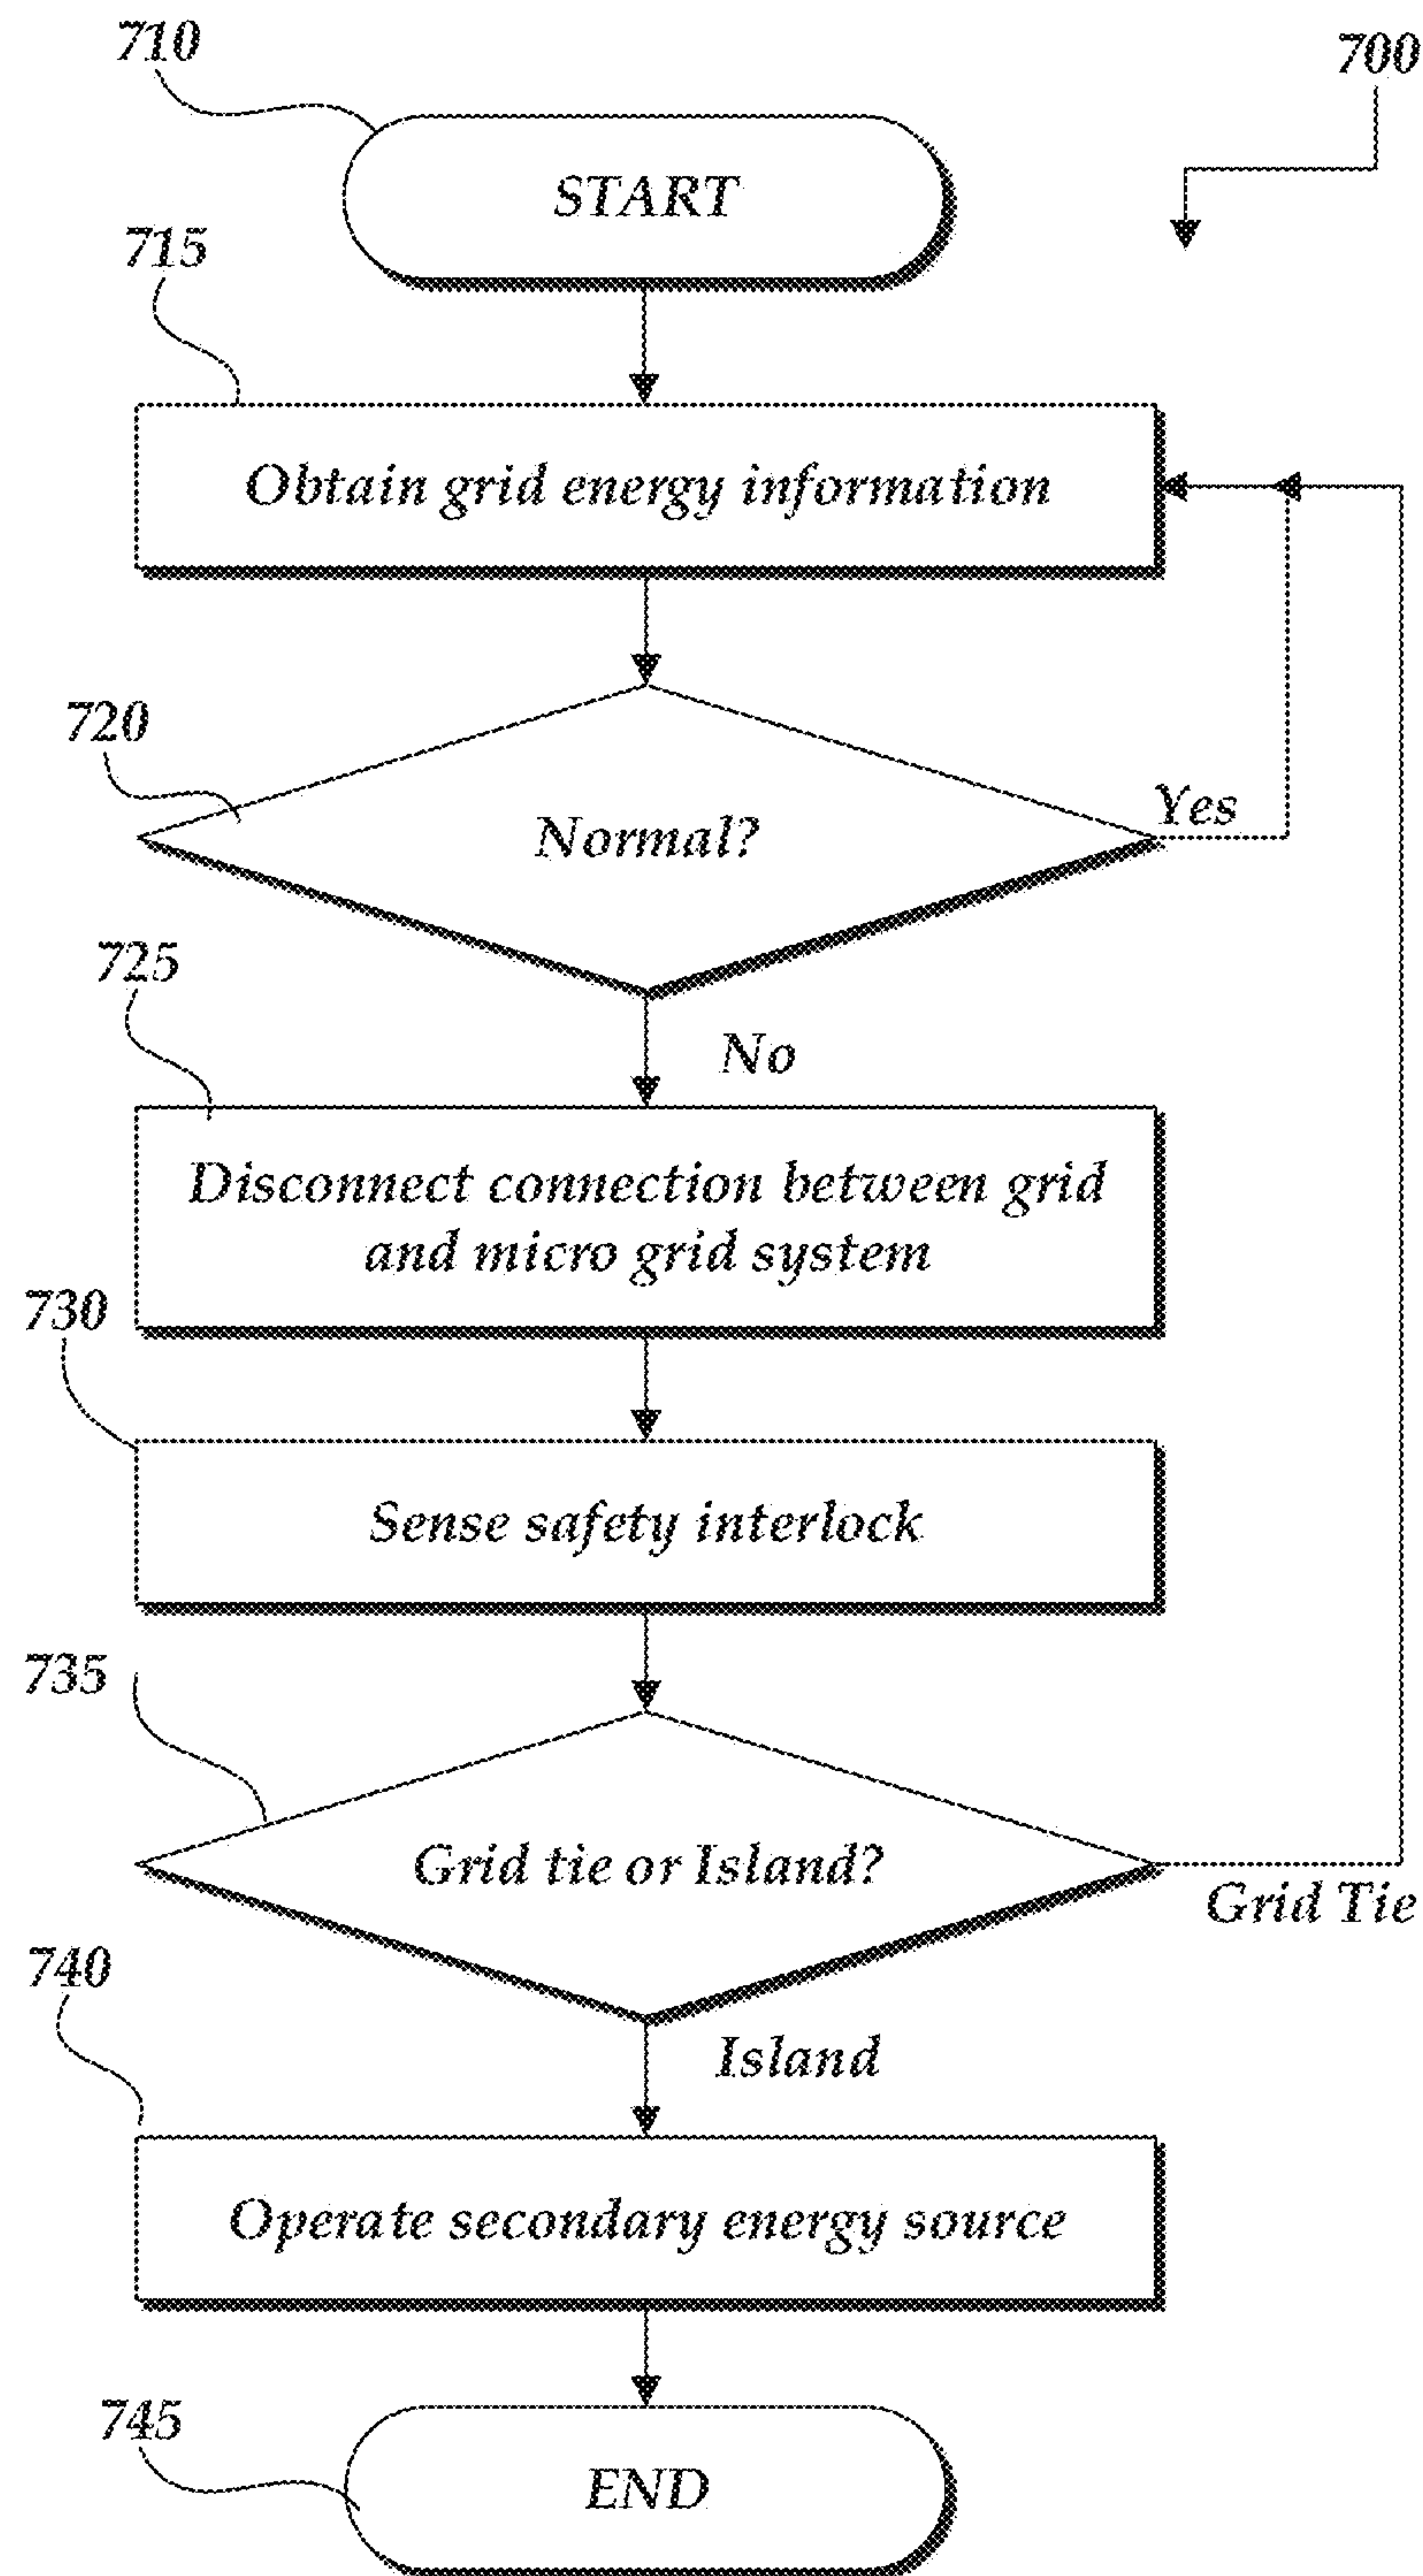 710
700
START
715
Obtain grid energy information
720
Normal?
Yes
725
No
Disconnect connection between grid
and micro grid system
730
Sense safety interlock
735
Grid tie or Island?
Grid Tie
740
Island
Operate secondary energy source
745
END